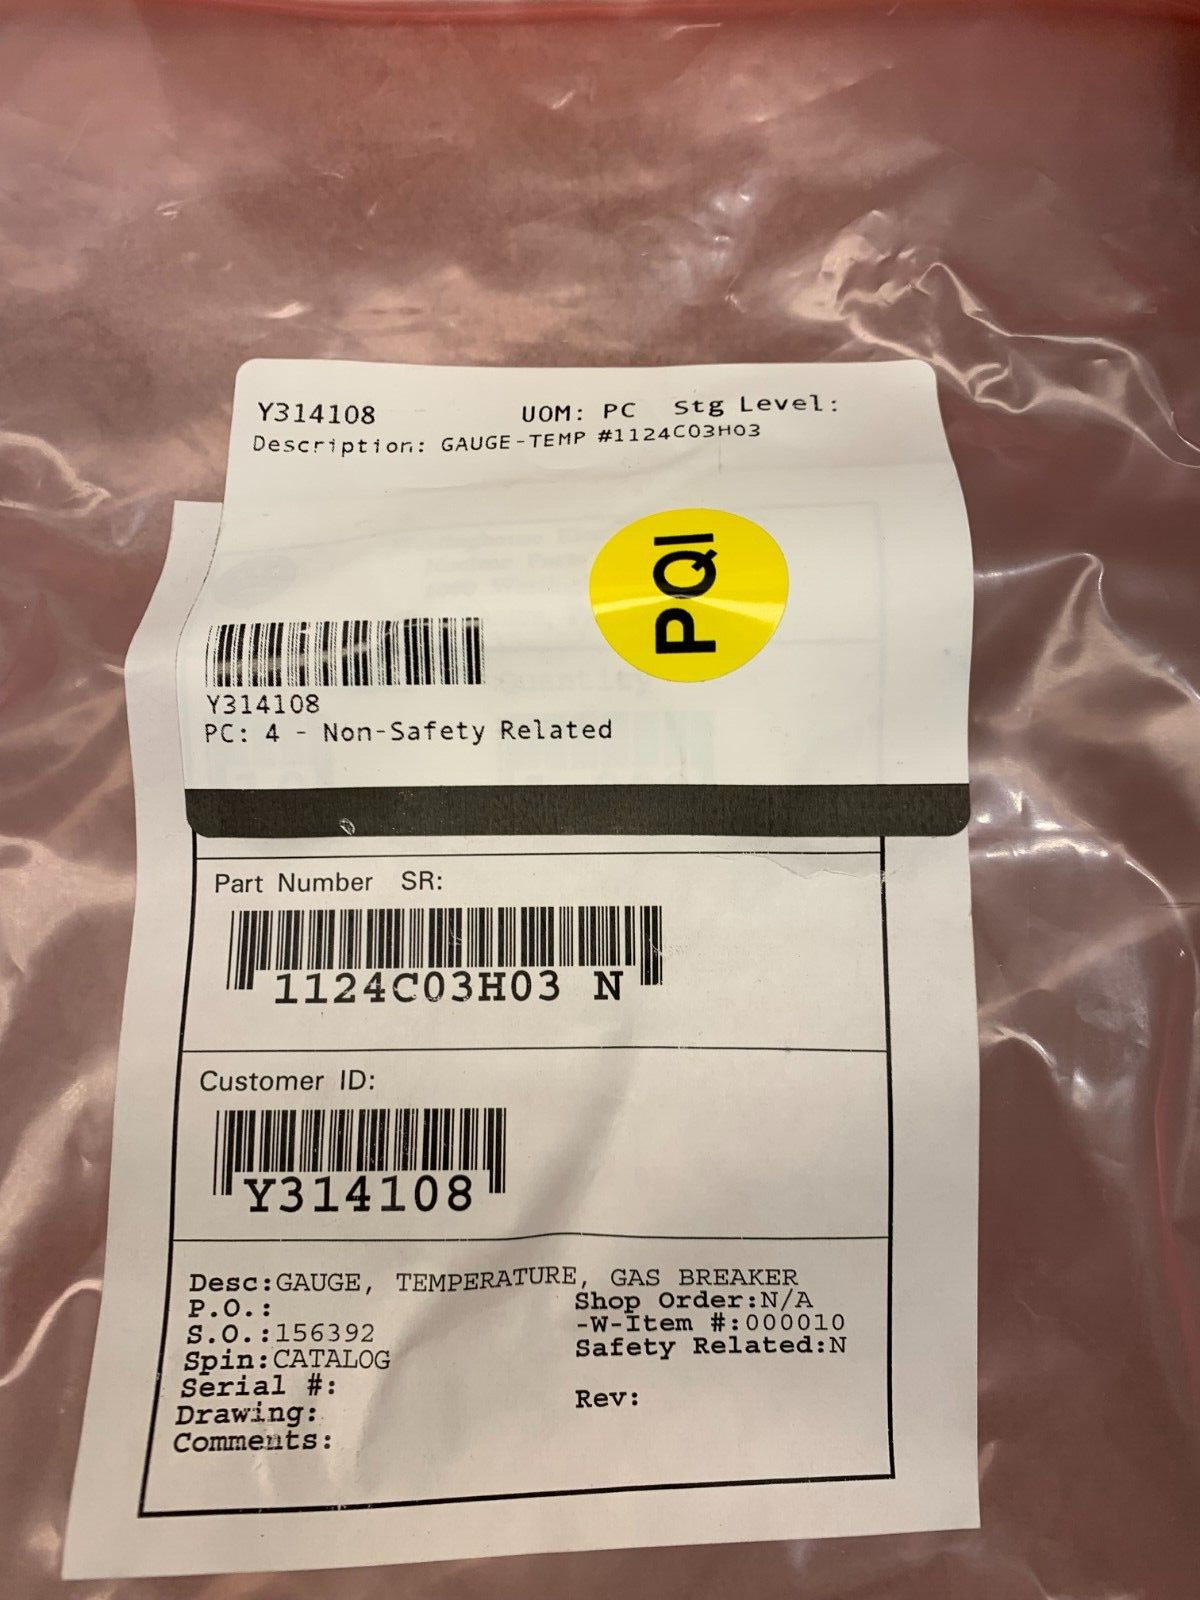 Y314108 UOM: PC Stg Level:
Description: GAUGE-TEMP #1124C03H03
PQI
Y314108
PC: 4 - Non-Safety Related
Quantity
Part Number SR:
1124C03H03 N
Customer ID:
Y314108
Desc:GAUGE, TEMPERATURE, GAS BREAKER
P.O.: Shop Order:N/A
S.O.:156392 -W-Item #:000010
Spin:CATALOG Safety Related:N
Serial #:
Drawing: Rev:
Comments: